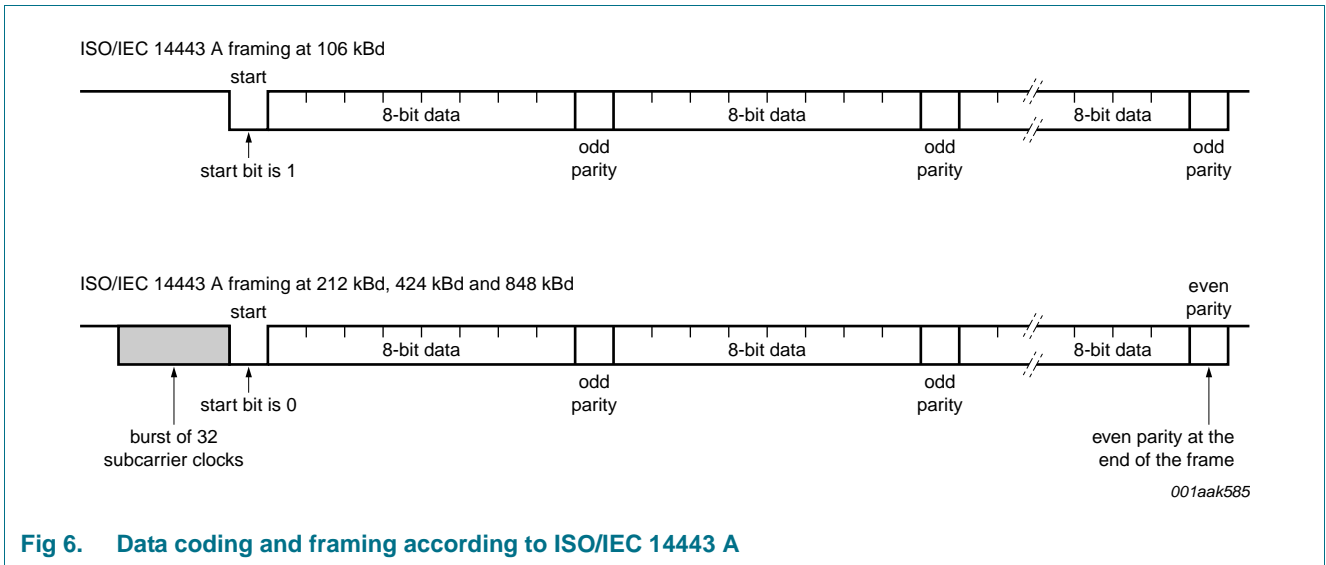 ISO/IEC 14443 A framing at 106 kBd
start
8-bit data
8-bit data
8-bit data
odd
parity
odd
parity
odd
parity
start bit is 1
ISO/IEC 14443 A framing at 212 kBd, 424 kBd and 848 kBd
even
parity
start
8-bit data
8-bit data
8-bit data
odd
parity
odd
parity
start bit is 0
burst of 32
subcarrier clocks
even parity at the
end of the frame
001aak585
Fig 6. Data coding and framing according to ISO/IEC 14443 A